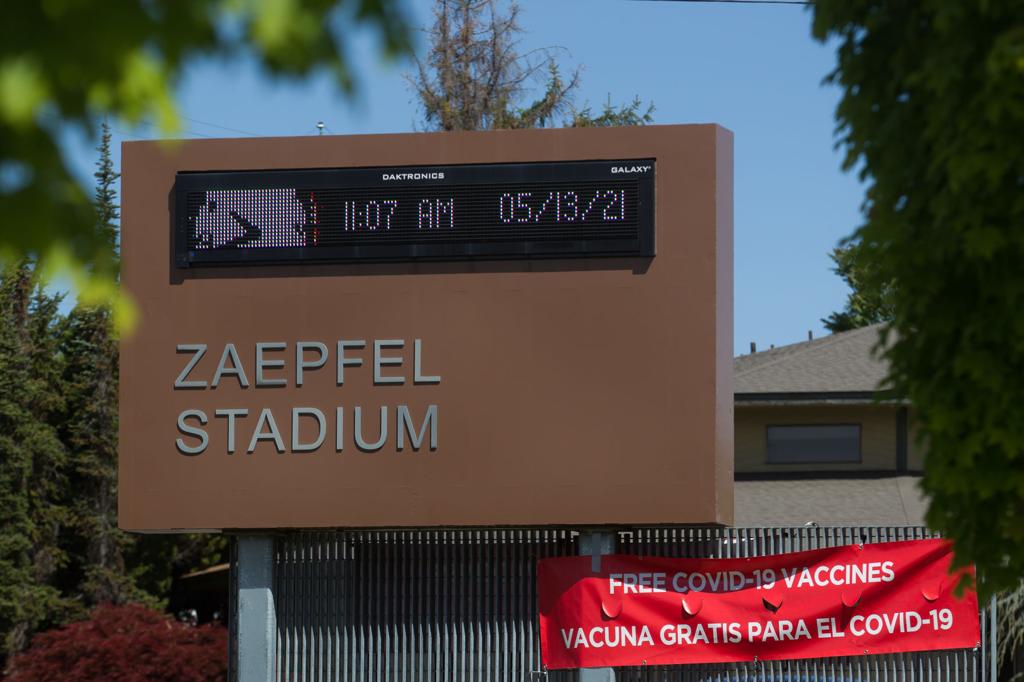 DAKTRONICS GALAXY®
11:07 AM 05/13/21
ZAEPFEL
STADIUM
FREE COVID-19 VACCINES
VACUNA GRATIS PARA EL COVID-19